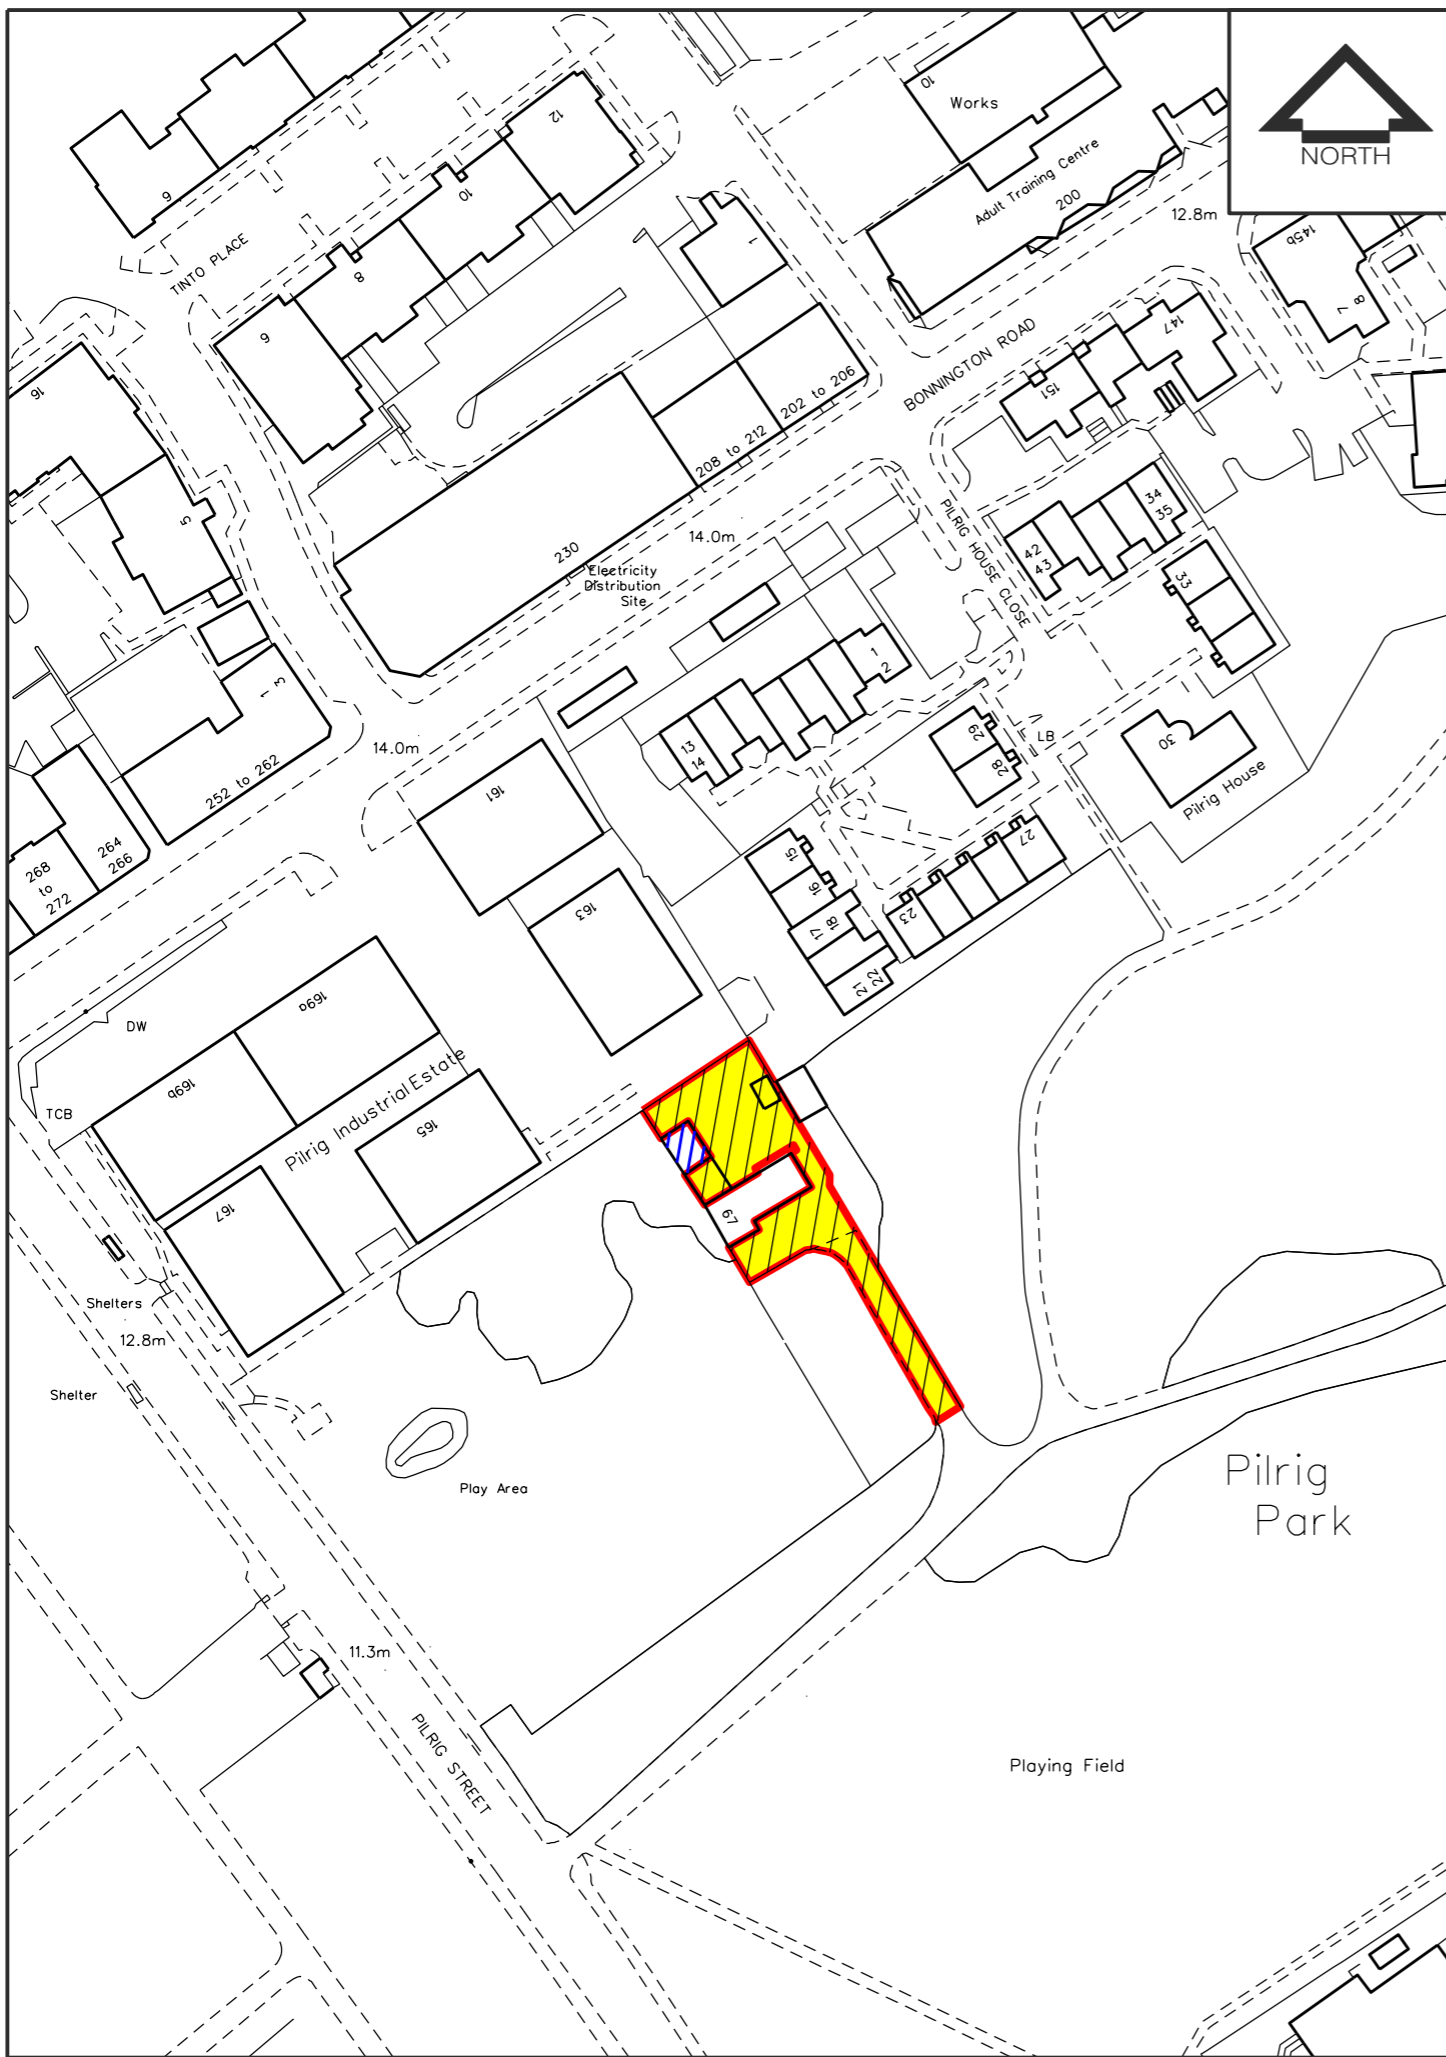 NORTH
10
Works
Adult Training Centre
200
12.8m
145b
7
8
12
10
8
6
9
TINTO PLACE
1
BONNINGTON ROAD
147
151
16
5
202 to 206
208 to 212
230
14.0m
Electricity
Distribution
Site
PILRIG HOUSE CLOSE
34
35
42
43
33
1
2
13
14
29
28
LB
30
Pilrig House
1
3
14.0m
252 to 262
264
266
268
to
272
161
163
15
16
17
18
21
22
23
27
169a
169b
DW
TCB
Pilrig Industrial Estate
165
167
67
Shelters
12.8m
Shelter
Play Area
Pilrig
Park
11.3m
PILRIG STREET
Playing Field